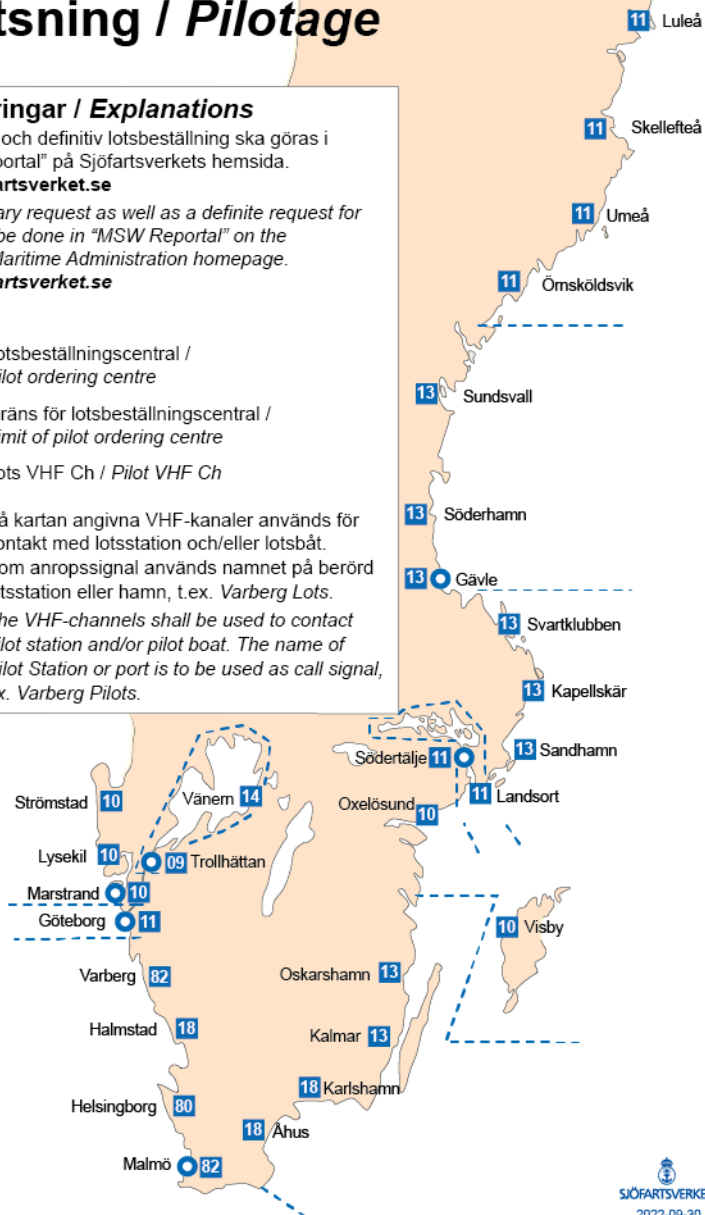 tsning / Pilotage
ringar / Explanations
och definitiv lotsbeställning ska göras i
portal” på Sjöfartsverkets hemsida.
artsverket.se
ary request as well as a definite request for
be done in “MSW Reportal” on the
Maritime Administration homepage.
artsverket.se
otsbeställningscentral /
ilot ordering centre
räns för lotsbeställningscentral /
imit of pilot ordering centre
ots VHF Ch / Pilot VHF Ch
å kartan angivna VHF-kanaler används för
ontakt med lotsstation och/eller lotsbåt.
om anropssignal används namnet på berörd
tsstation eller hamn, t.ex. Varberg Lots.
he VHF-channels shall be used to contact
ilot station and/or pilot boat. The name of
ilot Station or port is to be used as call signal,
x. Varberg Pilots.
11 Luleå
11 Skellefteå
11 Umeå
11 Örnsköldsvik
13 Sundsvall
13 Söderhamn
13 Gävle
13 Svartklubben
13 Kapellskär
13 Sandhamn
Södertälje 11
11 Landsort
Oxelösund 10
Vänern 14
Strömstad 10
Lysekil 10
09 Trollhättan
Marstrand 10
Göteborg 11
10 Visby
Varberg 82
Oskarshamn 13
Halmstad 18
Kalmar 13
18 Karlshamn
Helsingborg 80
18 Åhus
Malmö 82
SJÖFARTSVERKE
2022-09-30